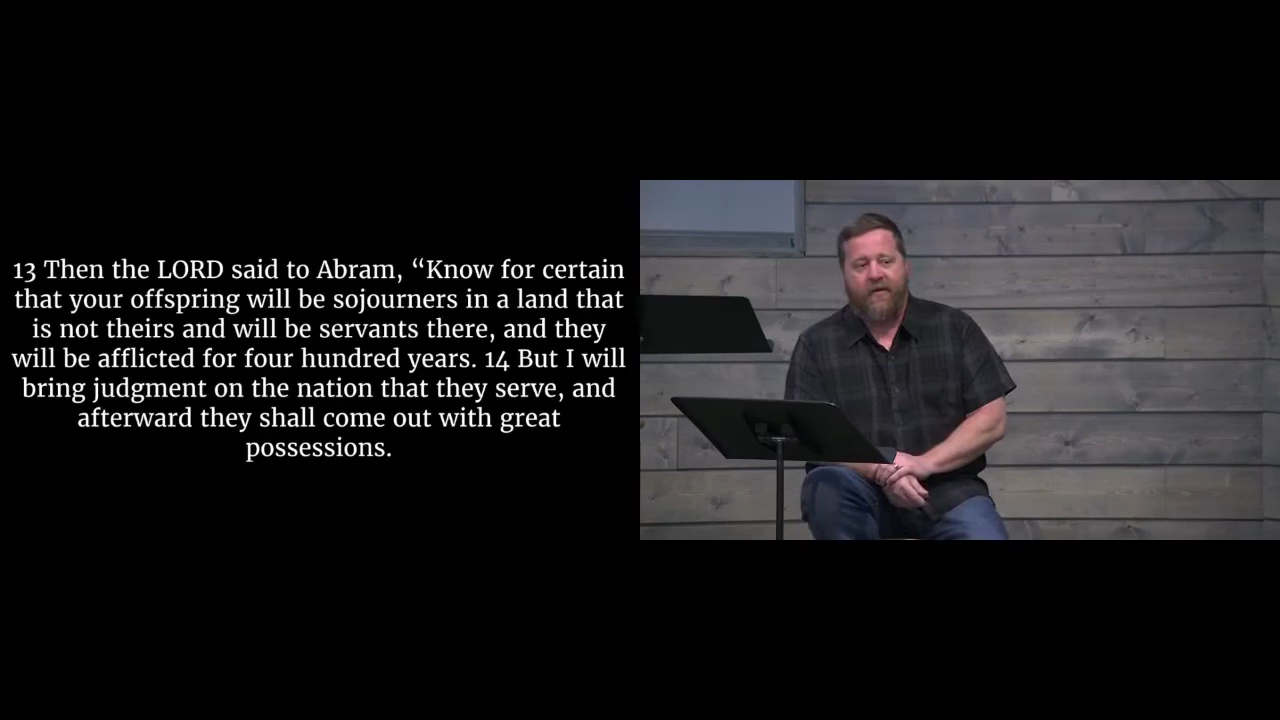 13 Then the LORD said to Abram, “Know for certain
that your offspring will be sojourners in a land that
is not theirs and will be servants there, and they
will be afflicted for four hundred years. 14 But I will
bring judgment on the nation that they serve, and
afterward they shall come out with great
possessions.